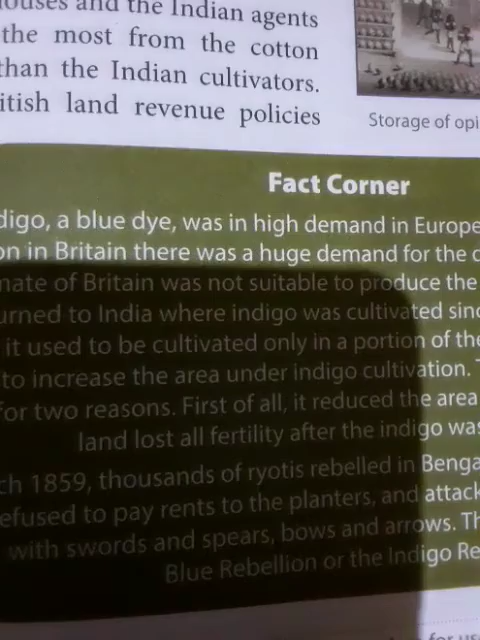 ouses and the Indian agents
the most from the cotton
than the Indian cultivators.
itish land revenue policies
Storage of opi
Fact Corner
digo, a blue dye, was in high demand in Europe
on in Britain there was a huge demand for the
mate of Britain was not suitable to produce the
urned to India where indigo was cultivated sinc
it used to be cultivated only in a portion of the
to increase the area under indigo cultivation.
for two reasons. First of all, it reduced the area
land lost all fertility after the indigo was
ch 1859, thousands of ryotis rebelled in Benga
efused to pay rents to the planters, and attack
with swords and spears, bows and arrows. Th
Blue Rebellion or the Indigo Re